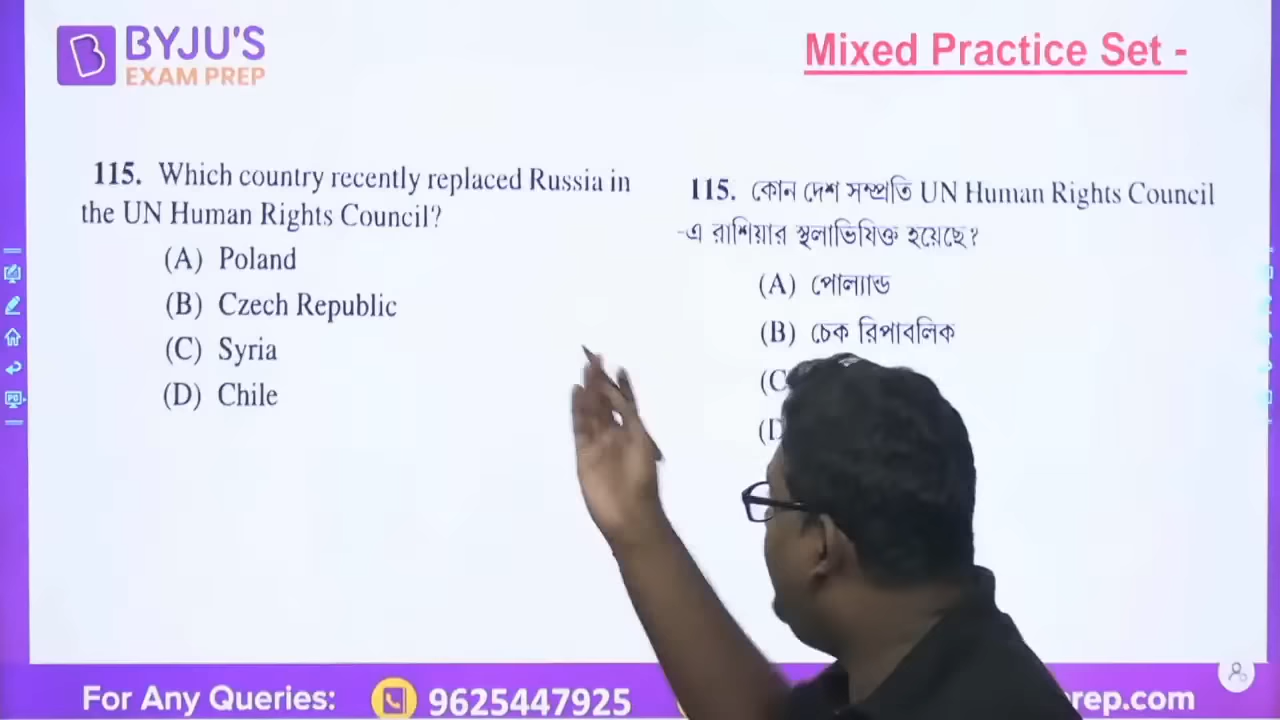 BYJU'S
EXAM PREP
Mixed Practice Set -
115. Which country recently replaced Russia in
the UN Human Rights Council?
(A) Poland
(B) Czech Republic
(C) Syria
(D) Chile
115. কোন দেশ সম্প্রতি UN Human Rights Council
-এ রাশিয়ার স্থলাভিষিক্ত হয়েছে?
(A) পোল্যান্ড
(B) চেক রিপাবলিক
(C
(D
For Any Queries: 9625447925
rep.com